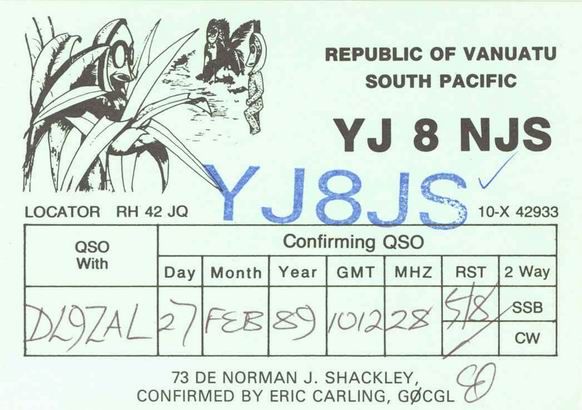 REPUBLIC OF VANUATU
SOUTH PACIFIC
YJ 8 NJS
YJ8JS
LOCATOR RH 42 JQ
10-X 42933
QSO With
Confirming QSO
Day Month Year GMT MHZ RST 2 Way
DL9ZAL 27 FEB 89 1012 28 5/8 SSB
CW
73 DE NORMAN J. SHACKLEY,
CONFIRMED BY ERIC CARLING, GØCGL